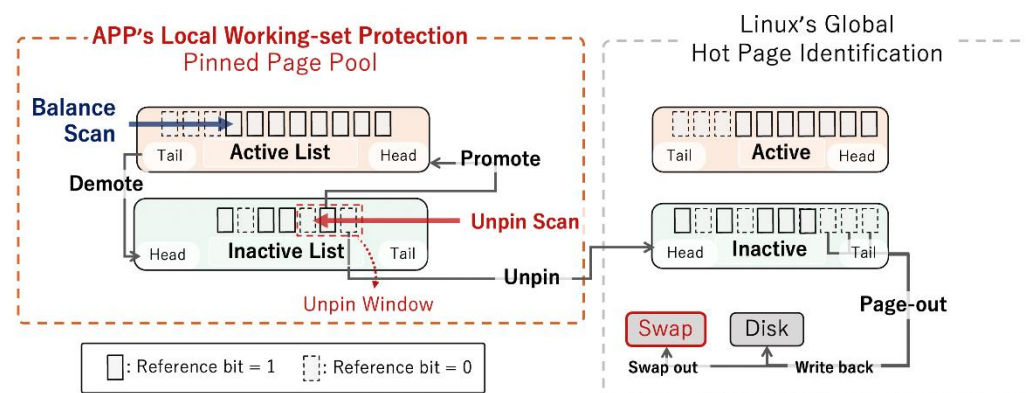 APP's Local Working-set Protection
Pinned Page Pool
Linux's Global
Hot Page Identification
Balance
Scan
Tail
Active List
Head
Promote
Demote
Unpin Scan
Head
Inactive List
Tail
Unpin
Unpin Window
Tail
Active
Head
Head
Inactive
Tail
Page-out
Swap
Disk
Swap out
Write back
: Reference bit = 1
: Reference bit = 0